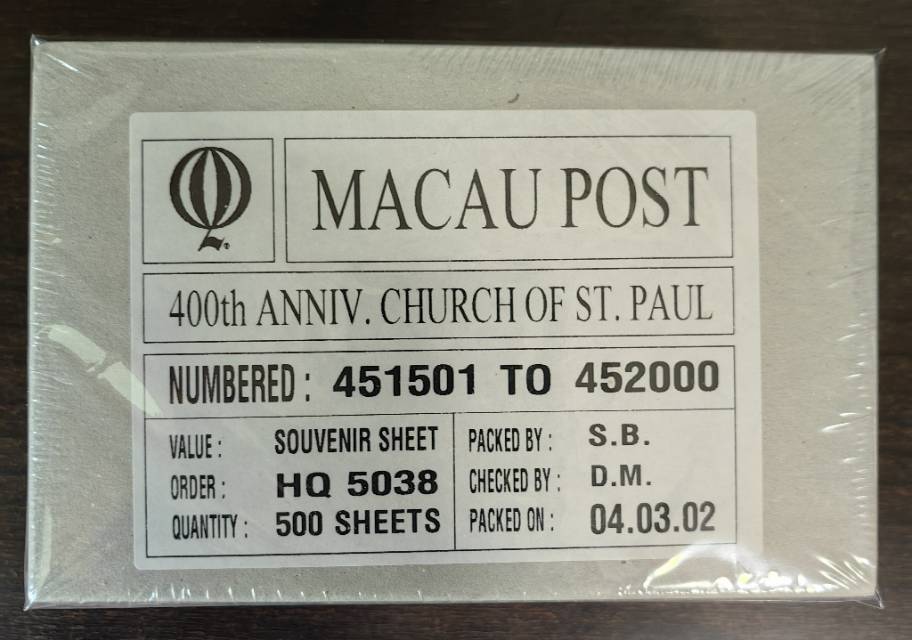 MACAU POST
400th ANNIV. CHURCH OF ST. PAUL
NUMBERED : 451501 TO 452000
VALUE : SOUVENIR SHEET
ORDER : HQ 5038
QUANTITY : 500 SHEETS
PACKED BY : S.B.
CHECKED BY : D.M.
PACKED ON : 04.03.02